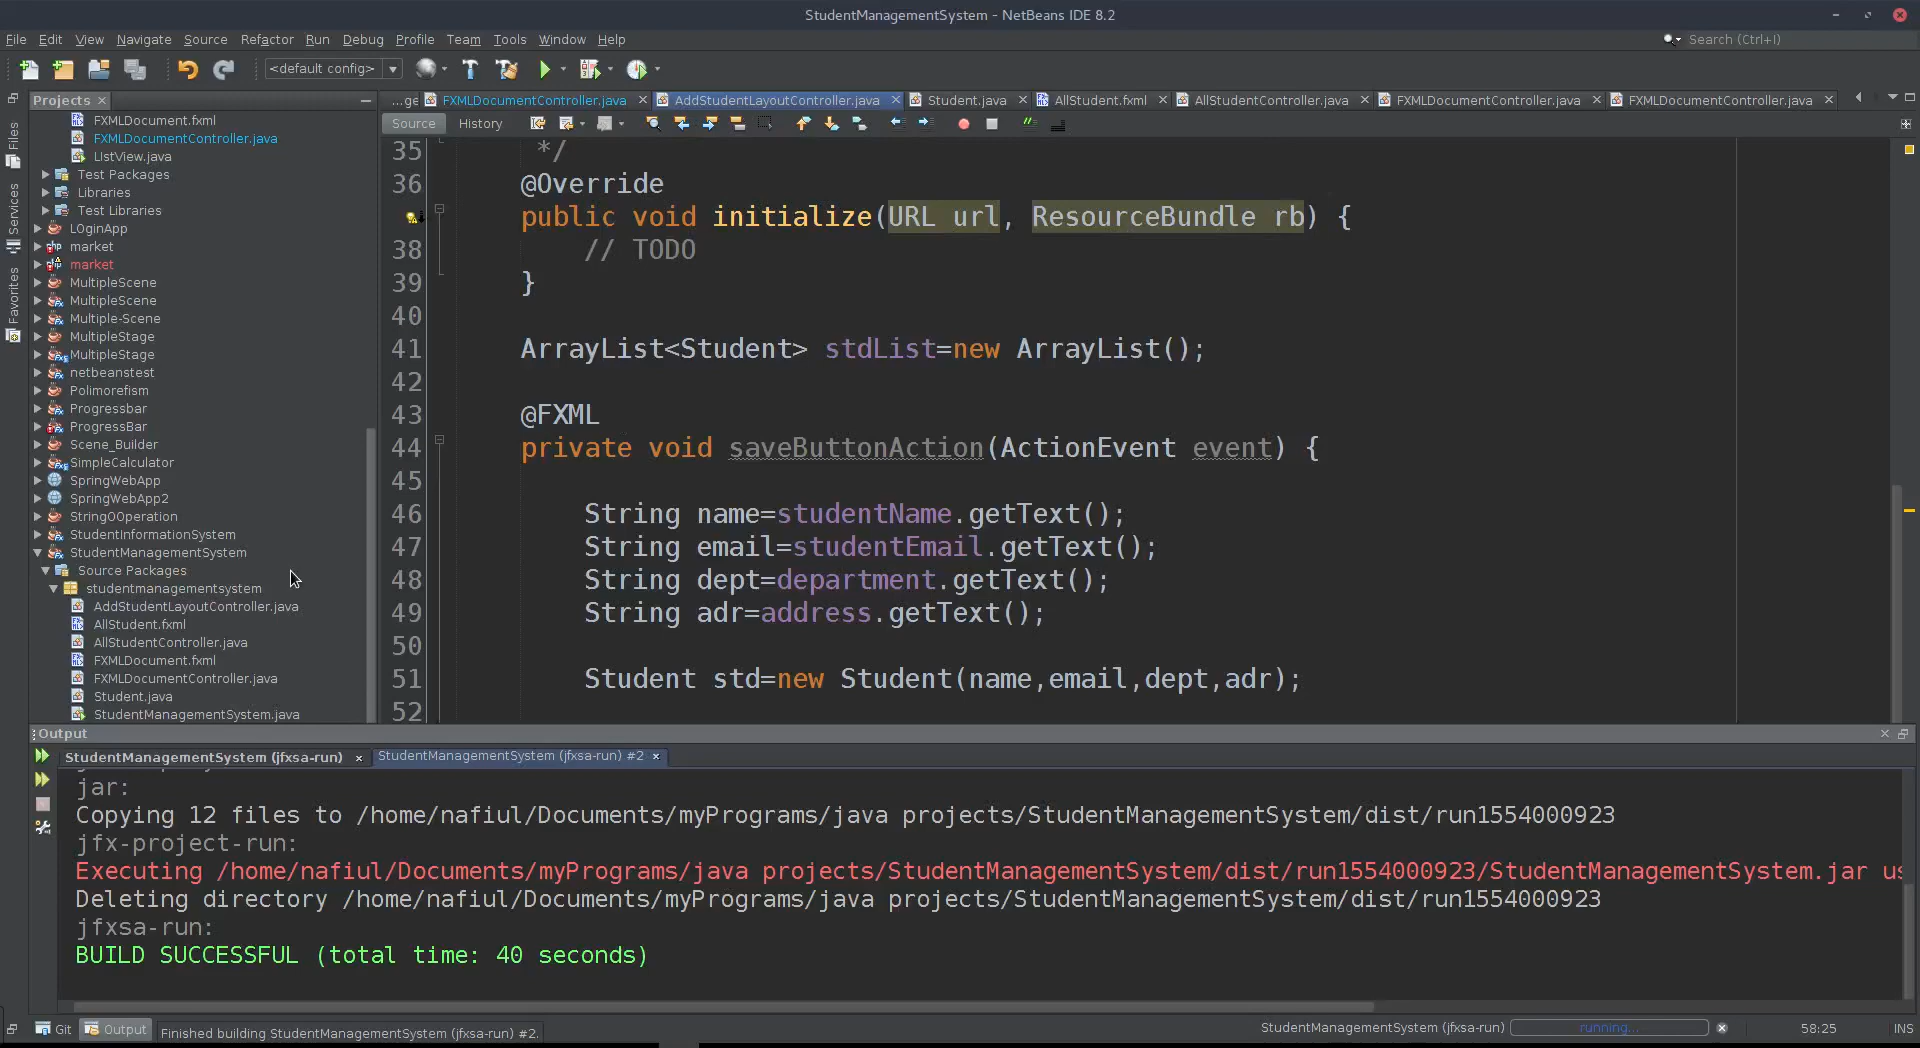 StudentManagementSystem - NetBeans IDE 8.2
File Edit View Navigate Source Refactor Run Debug Profile Team Tools Window Help
Search (Ctrl+I)
<default config>
Projects
...ge FXMLDocumentController.java AddStudentLayoutController.java Student.java AllStudent.fxml AllStudentController.java FXMLDocumentController.java FXMLDocumentController.java
Source History
Files
Services
Favorites
FXMLDocument.fxml
FXMLDocumentController.java
ListView.java
Test Packages
Libraries
Test Libraries
LOginApp
market
market
MultipleScene
MultipleScene
Multiple-Scene
MultipleStage
MultipleStage
netbeanstest
Polimorefism
Progressbar
ProgressBar
Scene_Builder
SimpleCalculator
SpringWebApp
SpringWebApp2
StringOOperation
StudentInformationSystem
StudentManagementSystem
Source Packages
studentmanagementsystem
AddStudentLayoutController.java
AllStudent.fxml
AllStudentController.java
FXMLDocument.fxml
FXMLDocumentController.java
Student.java
StudentManagementSystem.java
35 */
36 @Override
public void initialize(URL url, ResourceBundle rb) {
38 // TODO
39 }
40
41 ArrayList<Student> stdList=new ArrayList();
42
43 @FXML
44 private void saveButtonAction(ActionEvent event) {
45
46 String name=studentName.getText();
47 String email=studentEmail.getText();
48 String dept=department.getText();
49 String adr=address.getText();
50
51 Student std=new Student(name,email,dept,adr);
52
Output
StudentManagementSystem (jfxsa-run) StudentManagementSystem (jfxsa-run) #2
jar:
Copying 12 files to /home/nafiul/Documents/myPrograms/java projects/StudentManagementSystem/dist/run1554000923
jfx-project-run:
Executing /home/nafiul/Documents/myPrograms/java projects/StudentManagementSystem/dist/run1554000923/StudentManagementSystem.jar us
Deleting directory /home/nafiul/Documents/myPrograms/java projects/StudentManagementSystem/dist/run1554000923
jfxsa-run:
BUILD SUCCESSFUL (total time: 40 seconds)
Git Output Finished building StudentManagementSystem (jfxsa-run) #2.
StudentManagementSystem (jfxsa-run) running... 58:25 INS